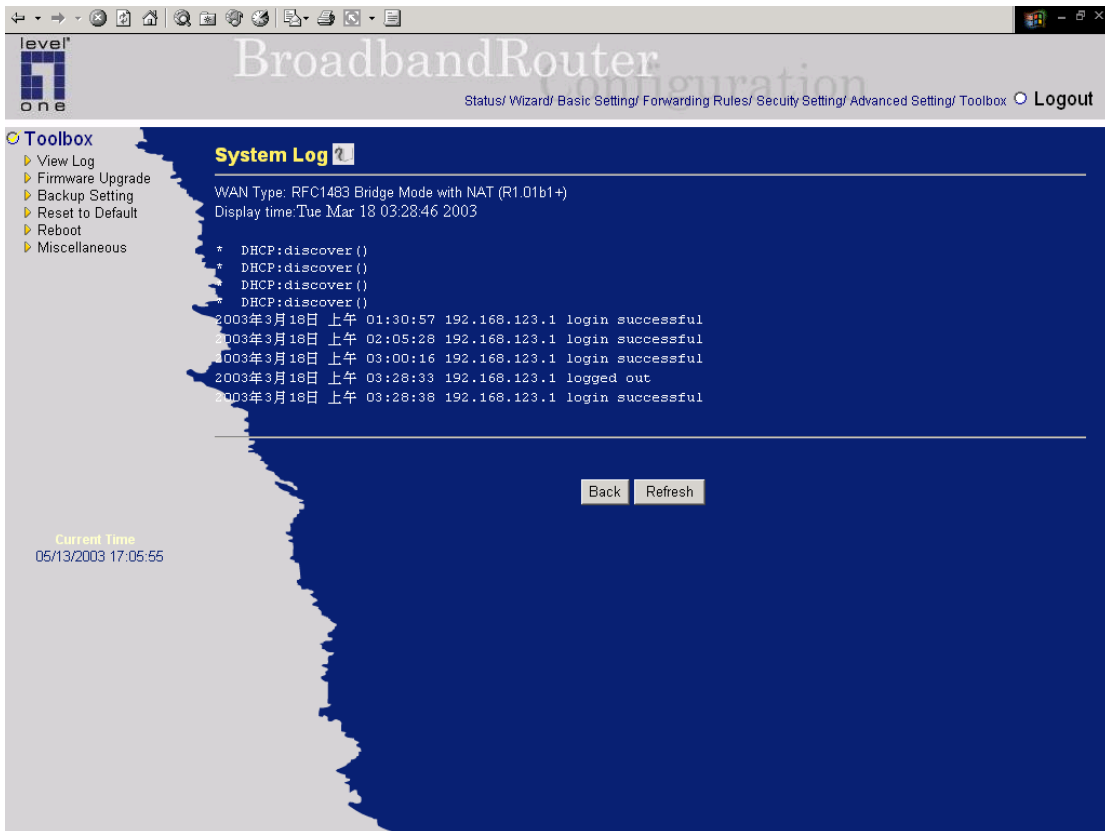 level
one
BroadbandRouter
Configuration
Status/ Wizard/ Basic Setting/ Forwarding Rules/ Secuity Setting/ Advanced Setting/ Toolbox Logout
Toolbox
View Log
Firmware Upgrade
Backup Setting
Reset to Default
Reboot
Miscellaneous
Current Time
05/13/2003 17:05:55
System Log
WAN Type: RFC1483 Bridge Mode with NAT (R1.01b1+)
Display time:Tue Mar 18 03:28:46 2003
* DHCP:discover()
* DHCP:discover()
* DHCP:discover()
* DHCP:discover()
2003年3月18日 上午 01:30:57 192.168.123.1 login successful
2003年3月18日 上午 02:05:28 192.168.123.1 login successful
2003年3月18日 上午 03:00:16 192.168.123.1 login successful
2003年3月18日 上午 03:28:33 192.168.123.1 logged out
2003年3月18日 上午 03:28:38 192.168.123.1 login successful
Back Refresh